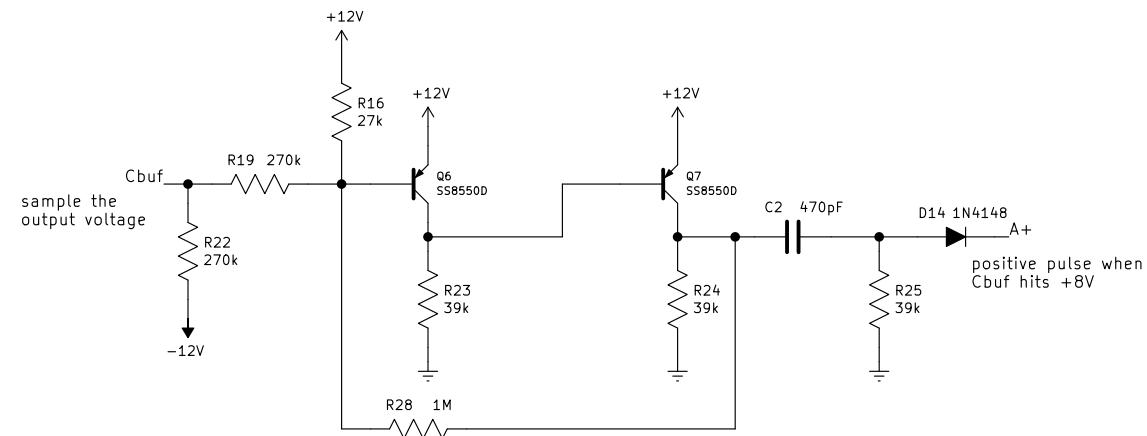 +12V
R16
27k
+12V
+12V
R19 270k
Cbuf
Q6
SS8550D
Q7
SS8550D
sample the
output voltage
R22
270k
C2 470pF
D14 1N4148
A+
positive pulse when
Cbuf hits +8V
R23
39k
R24
39k
R25
39k
-12V
R28 1M